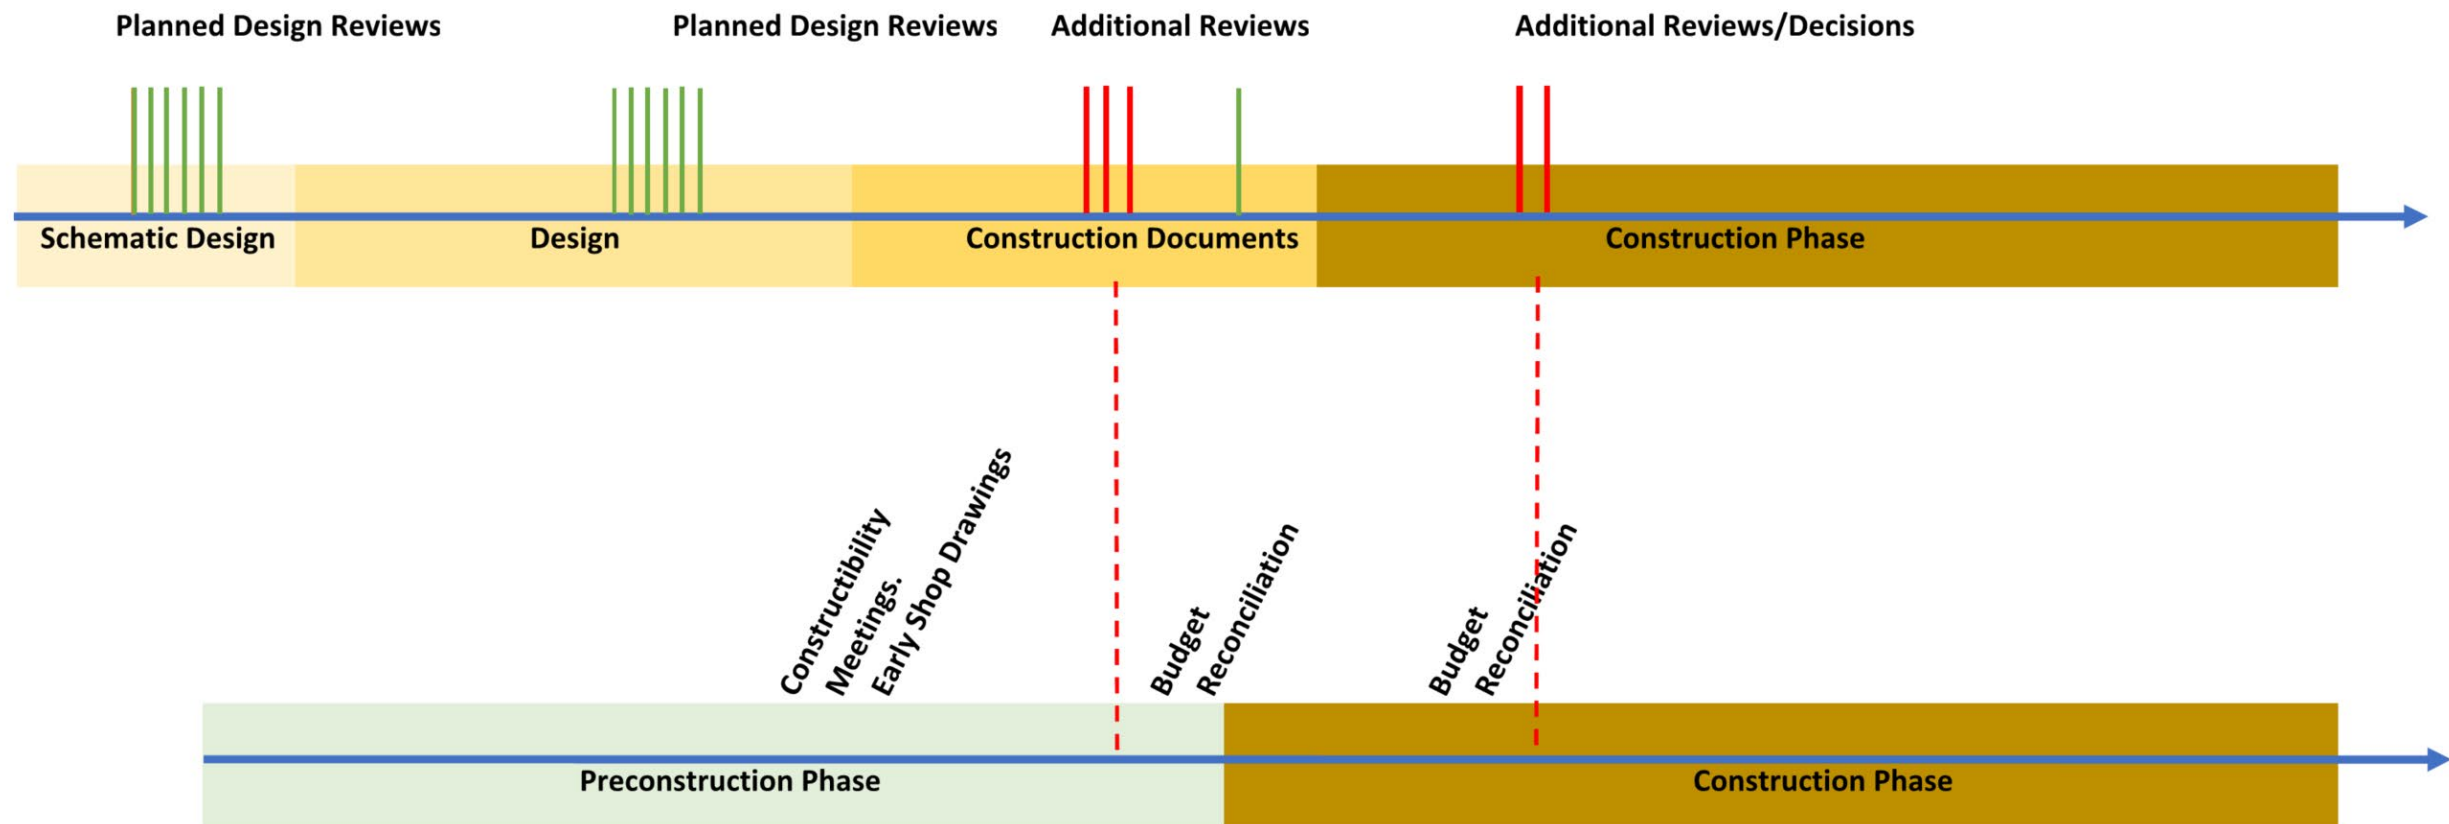 Planned Design Reviews
Planned Design Reviews
Additional Reviews
Additional Reviews/Decisions
Schematic Design
Design
Construction Documents
Construction Phase
Constructibility
Meetings.
Early Shop Drawings
Budget
Reconciliation
Budget
Reconciliation
Preconstruction Phase
Construction Phase